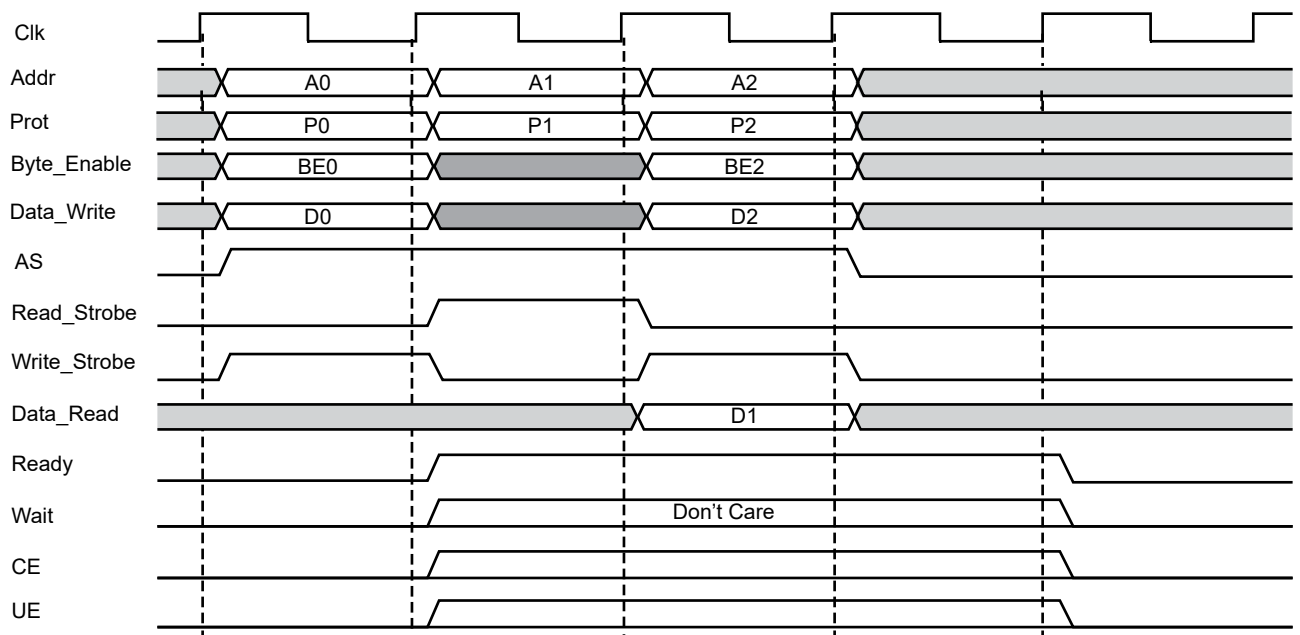 Clk
Addr A0 A1 A2
Prot P0 P1 P2
Byte_Enable BE0 BE2
Data_Write D0 D2
AS
Read_Strobe
Write_Strobe
Data_Read D1
Ready
Wait Don't Care
CE
UE